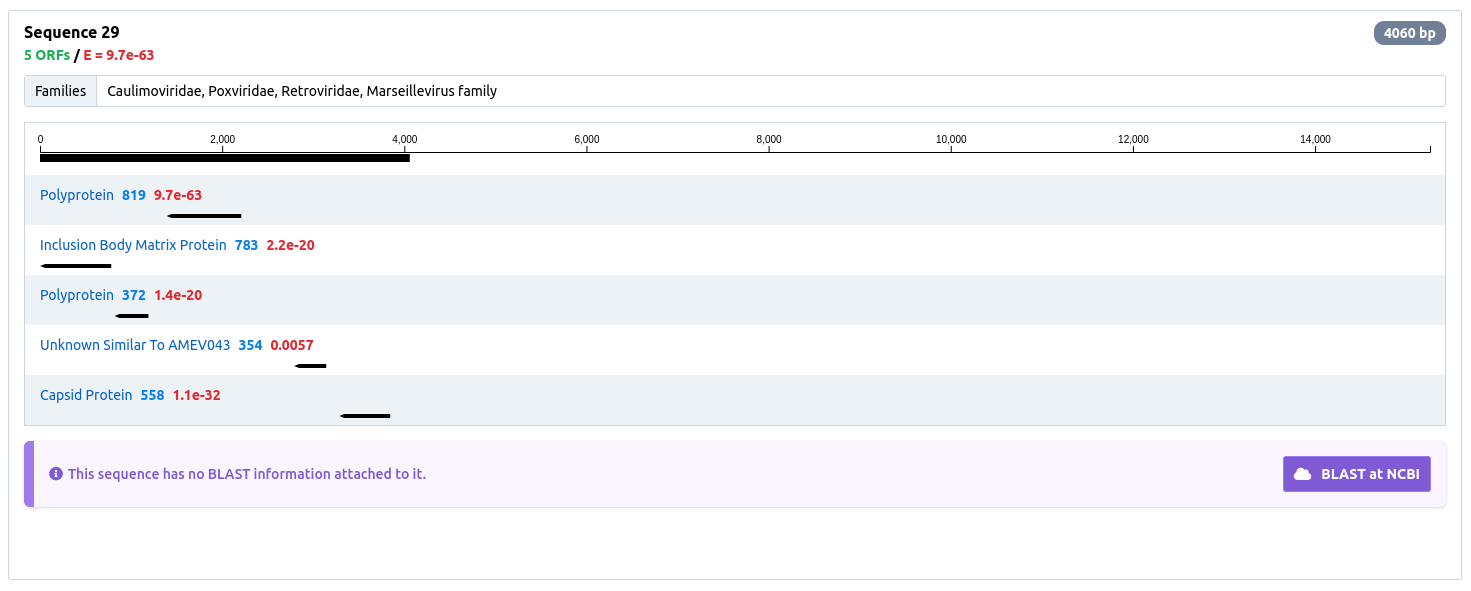 Sequence 29
4060 bp
5 ORFs / E = 9.7e-63
Families Caulimoviridae, Poxviridae, Retroviridae, Marseillevirus family
0 2,000 4,000 6,000 8,000 10,000 12,000 14,000
Polyprotein 819 9.7e-63
Inclusion Body Matrix Protein 783 2.2e-20
Polyprotein 372 1.4e-20
Unknown Similar To AMEV043 354 0.0057
Capsid Protein 558 1.1e-32
This sequence has no BLAST information attached to it.
BLAST at NCBI